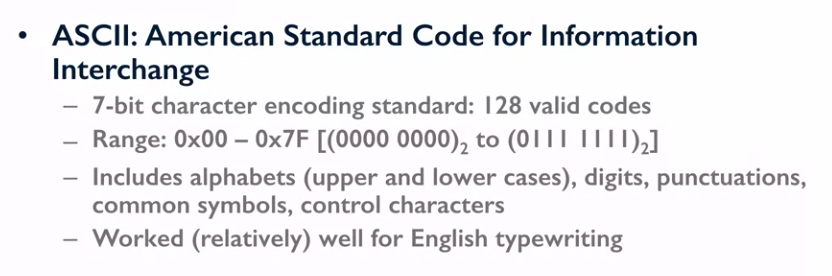 • ASCII: American Standard Code for Information
Interchange
– 7-bit character encoding standard: 128 valid codes
– Range: 0x00 – 0x7F [(0000 0000)₂ to (0111 1111)₂]
– Includes alphabets (upper and lower cases), digits, punctuations,
common symbols, control characters
– Worked (relatively) well for English typewriting